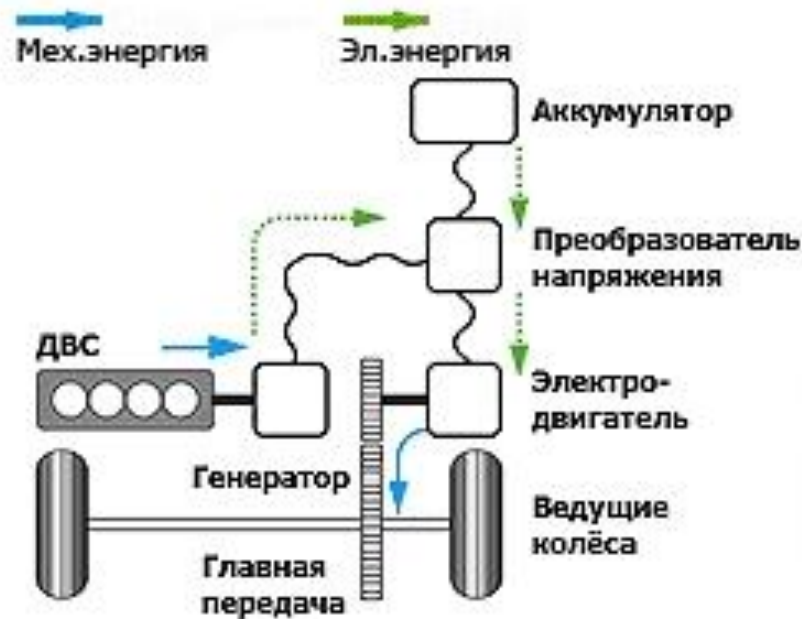 Мех.энергия
Эл.энергия
Аккумулятор
Преобразователь
напряжения
ДВС
Электро-
двигатель
Генератор
Ведущие
колёса
Главная
передача